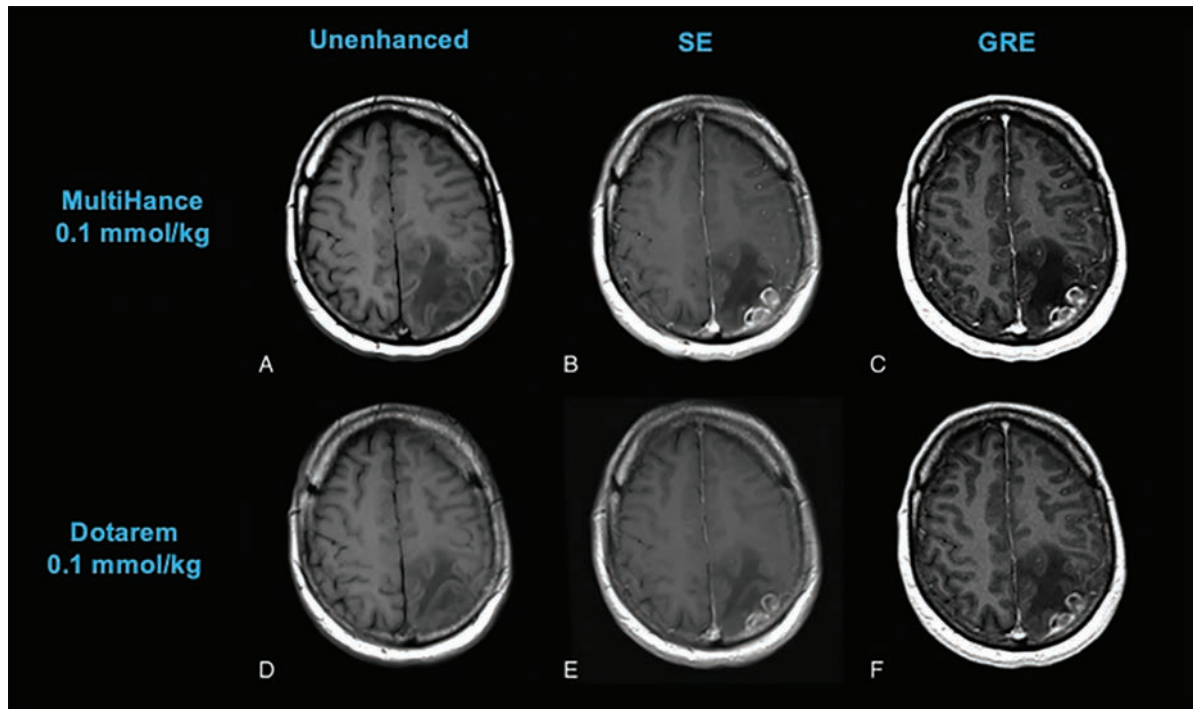 Unenhanced
SE
GRE
MultiHance
0.1 mmol/kg
A
B
C
Dotarem
0.1 mmol/kg
D
E
F